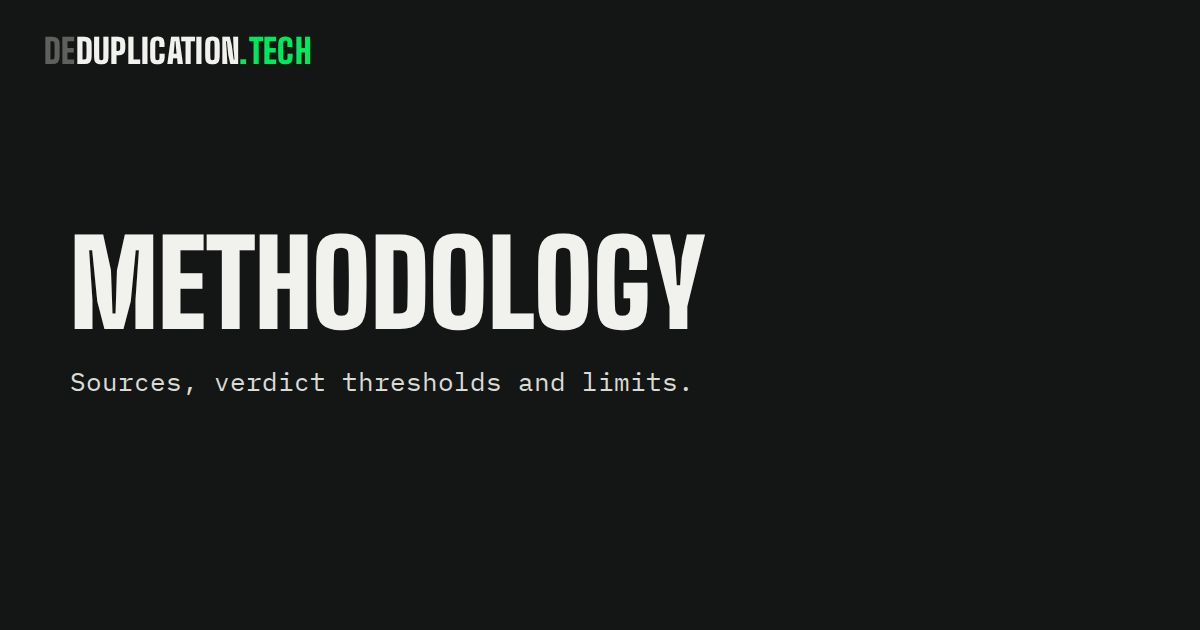 DEDUPLICATION.TECH
METHODOLOGY
Sources, verdict thresholds and limits.